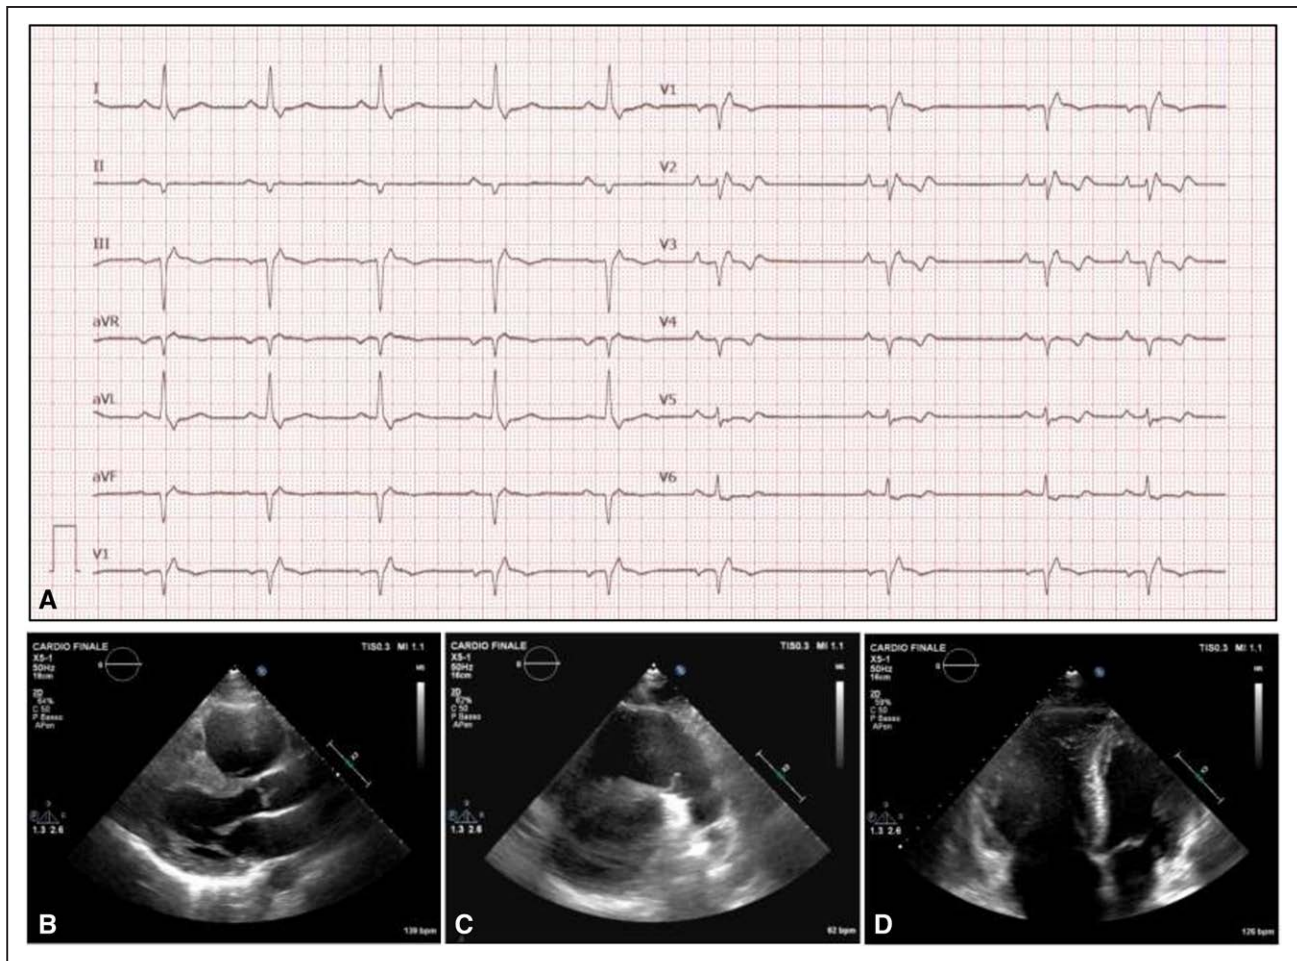 I
V1
II
V2
III
V3
aVR
V4
aVL
V5
aVF
V6
V1
A
CARDIO FINALE
TIS0.3 MI 1.1
X5-1
50Hz
16cm
2D
64%
C 50
P Basso
APen
1.3 2.6
139 bpm
B
CARDIO FINALE
TIS0.3 MI 1.1
X5-1
50Hz
16cm
2D
62%
C 50
P Basso
APen
1.3 2.6
62 bpm
C
CARDIO FINALE
TIS0.3 MI 1.1
X5-1
50Hz
16cm
2D
C 50
P Basso
APen
1.3 2.6
D